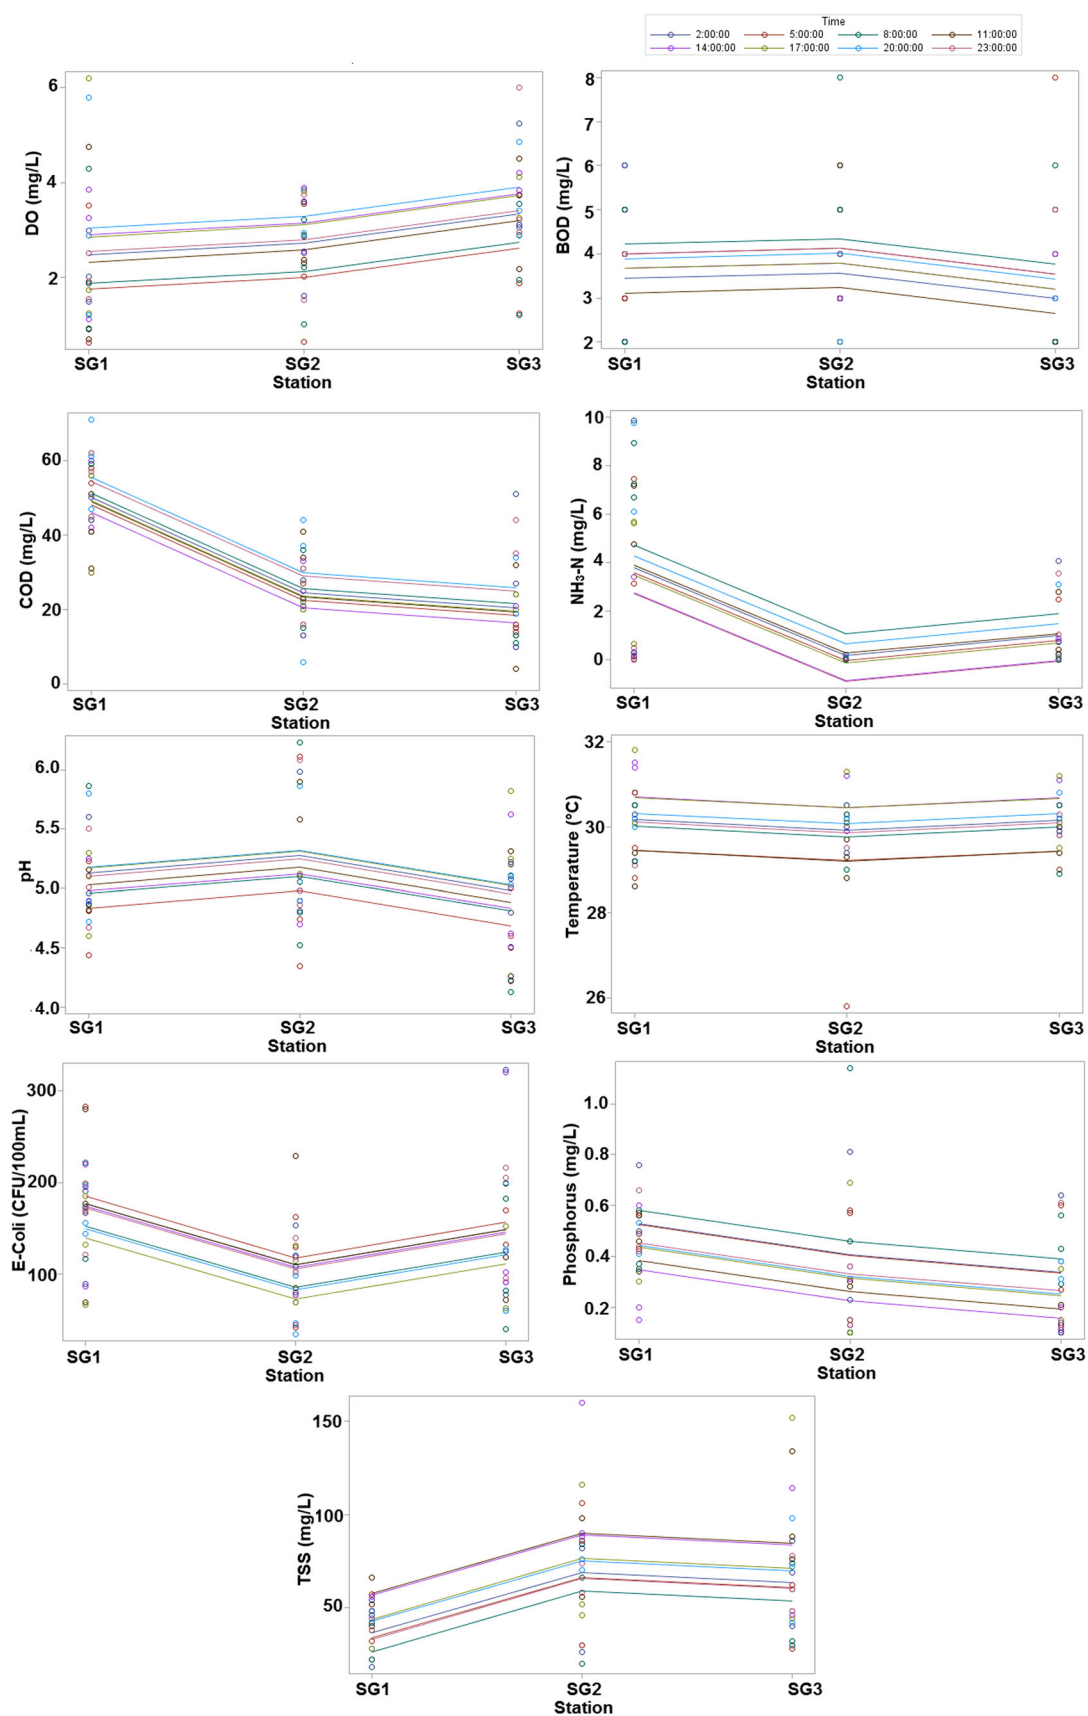 Time
2:00:00 5:00:00 8:00:00 11:00:00
14:00:00 17:00:00 20:00:00 23:00:00
DO (mg/L)
6
4
2
SG1 SG2 SG3
Station
BOD (mg/L)
8
7
6
5
4
3
2
SG1 SG2 SG3
Station
COD (mg/L)
60
40
20
0
SG1 SG2 SG3
Station
NH₃-N (mg/L)
10
8
6
4
2
0
SG1 SG2 SG3
Station
pH
6.0
5.5
5.0
4.5
4.0
SG1 SG2 SG3
Station
Temperature (°C)
32
30
28
26
SG1 SG2 SG3
Station
E-Coli (CFU/100mL)
300
200
100
SG1 SG2 SG3
Station
Phosphorus (mg/L)
1.0
0.8
0.6
0.4
0.2
SG1 SG2 SG3
Station
TSS (mg/L)
150
100
50
SG1 SG2 SG3
Station